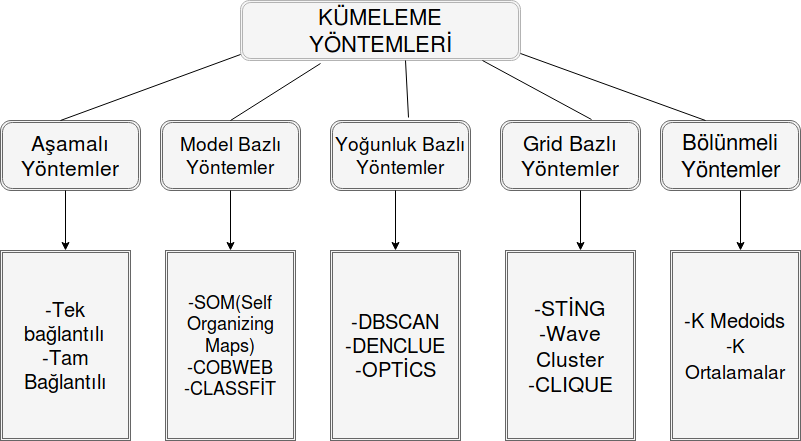 KÜMELEME
YÖNTEMLERİ
Aşamalı
Yöntemler
Model Bazlı
Yöntemler
Yoğunluk Bazlı
Yöntemler
Grid Bazlı
Yöntemler
Bölünmeli
Yöntemler
-Tek
bağlantılı
-Tam
Bağlantılı
-SOM(Self
Organizing
Maps)
-COBWEB
-CLASSFİT
-DBSCAN
-DENCLUE
-OPTİCS
-STİNG
-Wave
Cluster
-CLIQUE
-K Medoids
-K
Ortalamalar